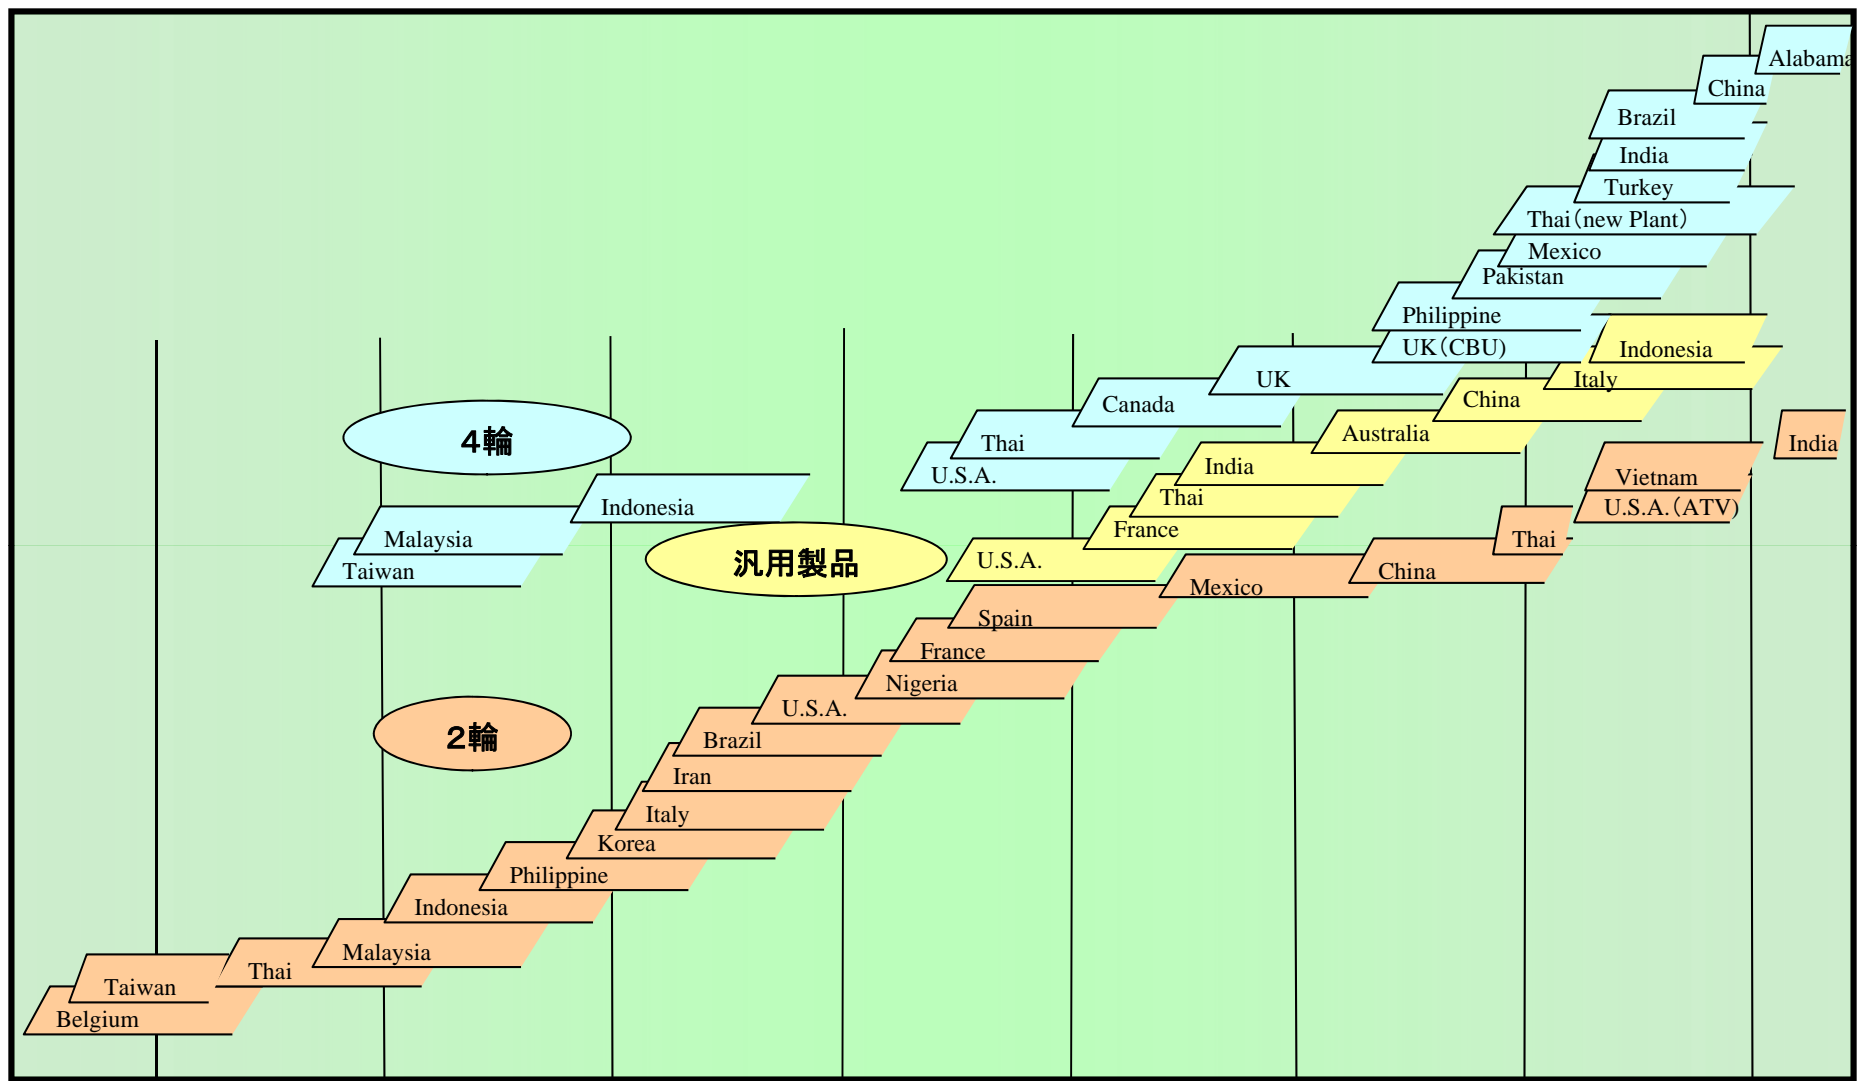 Alabama
China
Brazil
India
Turkey
Thai（new Plant）
Mexico
Pakistan
Philippine
UK（CBU）
UK
Canada
Thai
U.S.A.
4輪
Indonesia
Malaysia
Taiwan
Indonesia
Italy
China
Australia
India
Thai
France
U.S.A.
汎用製品
India
Vietnam
U.S.A.（ATV）
Thai
China
Mexico
Spain
France
Nigeria
U.S.A.
2輪
Brazil
Iran
Italy
Korea
Philippine
Indonesia
Malaysia
Thai
Taiwan
Belgium